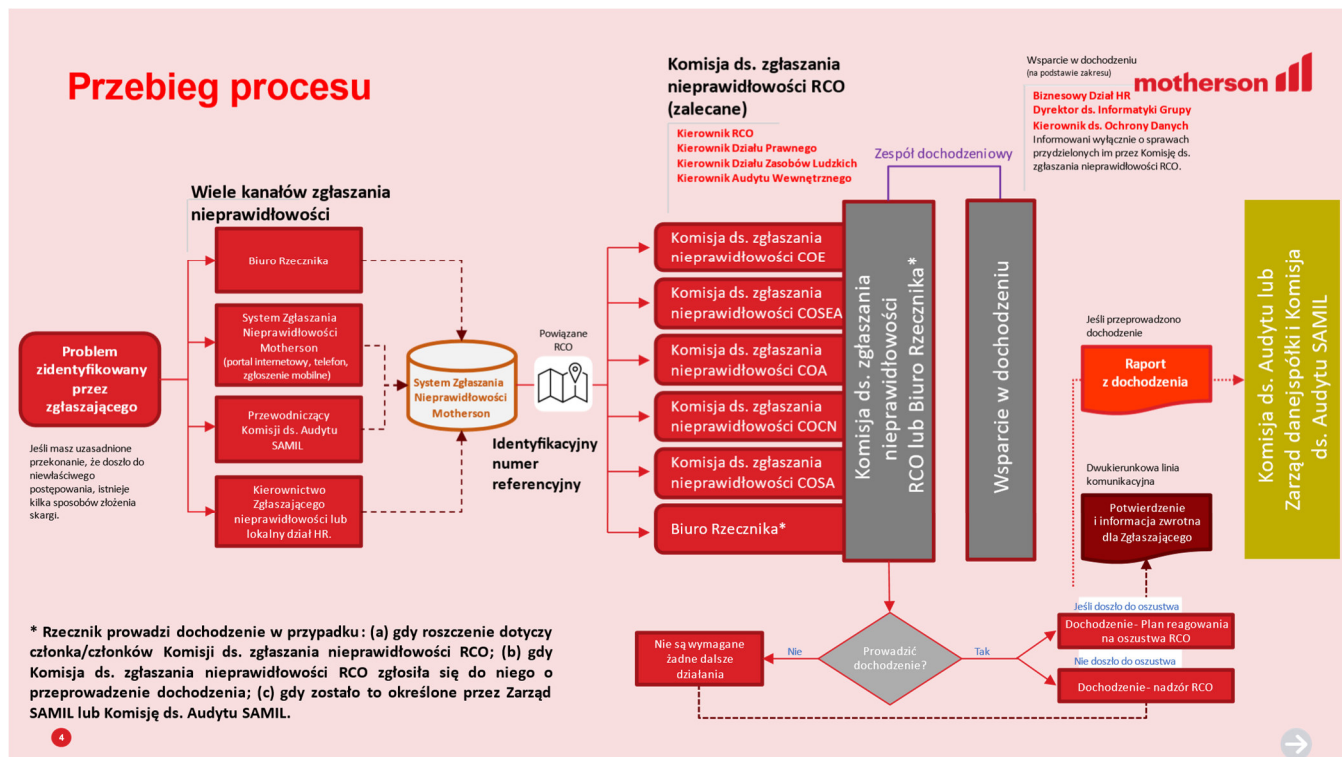 Przebieg procesu
Komisja ds. zgłaszania
nieprawidłowości RCO
(zalecane)
Kierownik RCO
Kierownik Działu Prawnego
Kierownik Działu Zasobów Ludzkich
Kierownik Audytu Wewnętrznego
Wsparcie w dochodzeniu
(na podstawie zakresu)
motherson
Biznesowy Dział HR
Dyrektor ds. Informatyki Grupy
Kierownik ds. Ochrony Danych
Informowani wyłącznie o sprawach
przydzielonych im przez Komisję ds.
zgłaszania nieprawidłowości RCO.
Zespół dochodzeniowy
Wiele kanałów zgłaszania
nieprawidłowości
Problem
zidentyfikowany
przez
zgłaszającego
Jeśli masz uzasadnione
przekonanie, że doszło do
niewłaściwego
postępowania, istnieje
kilka sposobów złożenia
skargi.
Biuro Rzecznika
System Zgłaszania
Nieprawidłowości
Motherson
(portal internetowy, telefon,
zgłoszenie mobilne)
Przewodniczący
Komisji ds. Audytu
SAMIL
Kierownictwo
Zgłaszającego
nieprawidłowości lub
lokalny dział HR.
System Zgłaszania
Nieprawidłowości
Motherson
Identyfikacyjny
numer
referencyjny
Powiązane
RCO
Komisja ds. zgłaszania
nieprawidłowości COE
Komisja ds. zgłaszania
nieprawidłowości COSEA
Komisja ds. zgłaszania
nieprawidłowości COA
Komisja ds. zgłaszania
nieprawidłowości COCN
Komisja ds. zgłaszania
nieprawidłowości COSA
Biuro Rzecznika*
Komisja ds. zgłaszania
nieprawidłowości
RCO lub Biuro Rzecznika*
Wsparcie w dochodzeniu
Jeśli przeprowadzono
dochodzenie
Raport
z dochodzenia
Dwukierunkowa linia
komunikacyjna
Potwierdzenie
i informacja zwrotna
dla Zgłaszającego
Komisja ds. Audytu lub
Zarząd danejspółki i Komisja
ds. Audytu SAMIL
Prowadzić
dochodzenie?
Nie
Nie są wymagane
żadne dalsze
działania
Tak
Jeśli doszło do oszustwa
Dochodzenie- Plan reagowania
na oszustwa RCO
Nie doszło do oszustwa
Dochodzenie- nadzór RCO
* Rzecznik prowadzi dochodzenie w przypadku: (a) gdy roszczenie dotyczy
członka/członków Komisji ds. zgłaszania nieprawidłowości RCO; (b) gdy
Komisja ds. zgłaszania nieprawidłowości RCO zgłosiła się do niego o
przeprowadzenie dochodzenia; (c) gdy zostało to określone przez Zarząd
SAMIL lub Komisję ds. Audytu SAMIL.
4